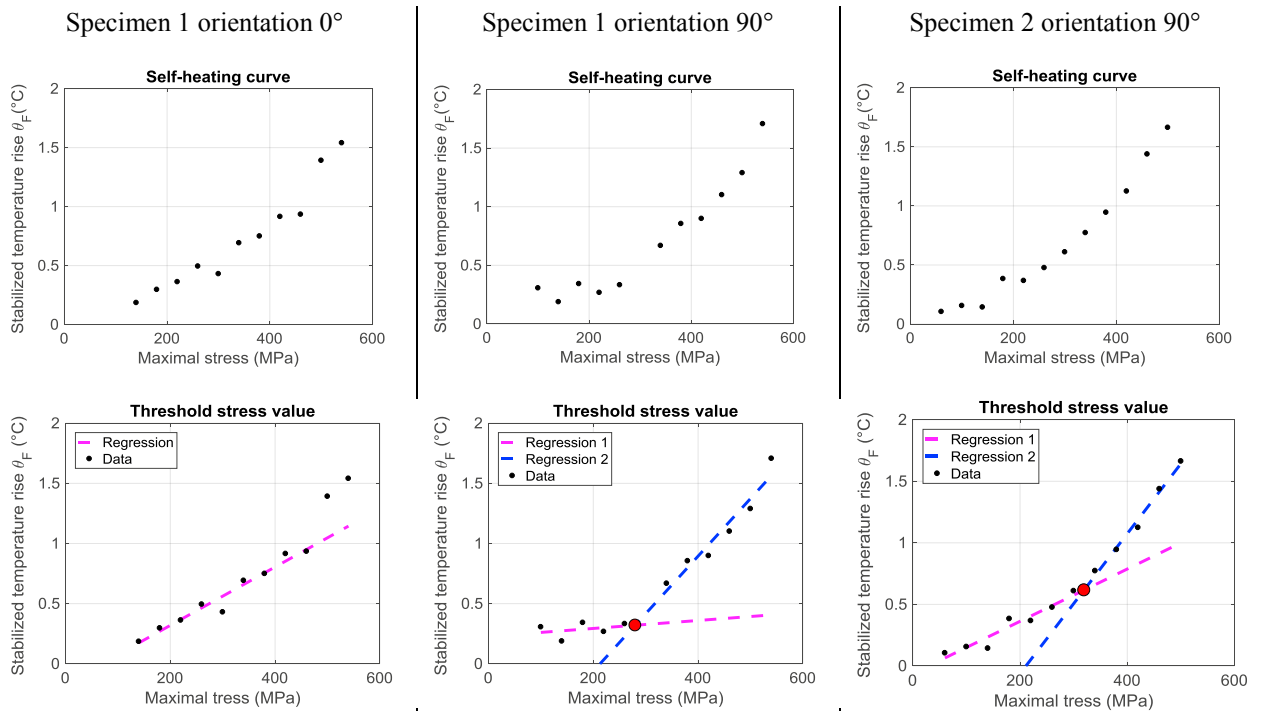 Specimen 1 orientation 0°
Specimen 1 orientation 90°
Specimen 2 orientation 90°
Self-heating curve
Stabilized temperature rise θF(°C)
2
1.5
1
0.5
0
0
200
400
600
Maximal stress (MPa)
Self-heating curve
Stabilized temperature rise θF(°C)
2
1.5
1
0.5
0
0
200
400
600
Maximal stress (MPa)
Self-heating curve
Stabilized temperature rise θF(°C)
2
1.5
1
0.5
0
0
200
400
600
Maximal stress (MPa)
Threshold stress value
Stabilized temperature rise θF (°C)
2
1.5
1
0.5
0
Regression
Data
0
200
400
600
Maximal tress (MPa)
Threshold stress value
Stabilized temperature rise θF (°C)
2
1.5
1
0.5
0
Regression 1
Regression 2
Data
0
200
400
600
Maximal tress (MPa)
Threshold stress value
Stabilized temperature rise θF (°C)
2
1.5
1
0.5
0
Regression 1
Regression 2
Data
0
200
400
600
Maximal tress (MPa)